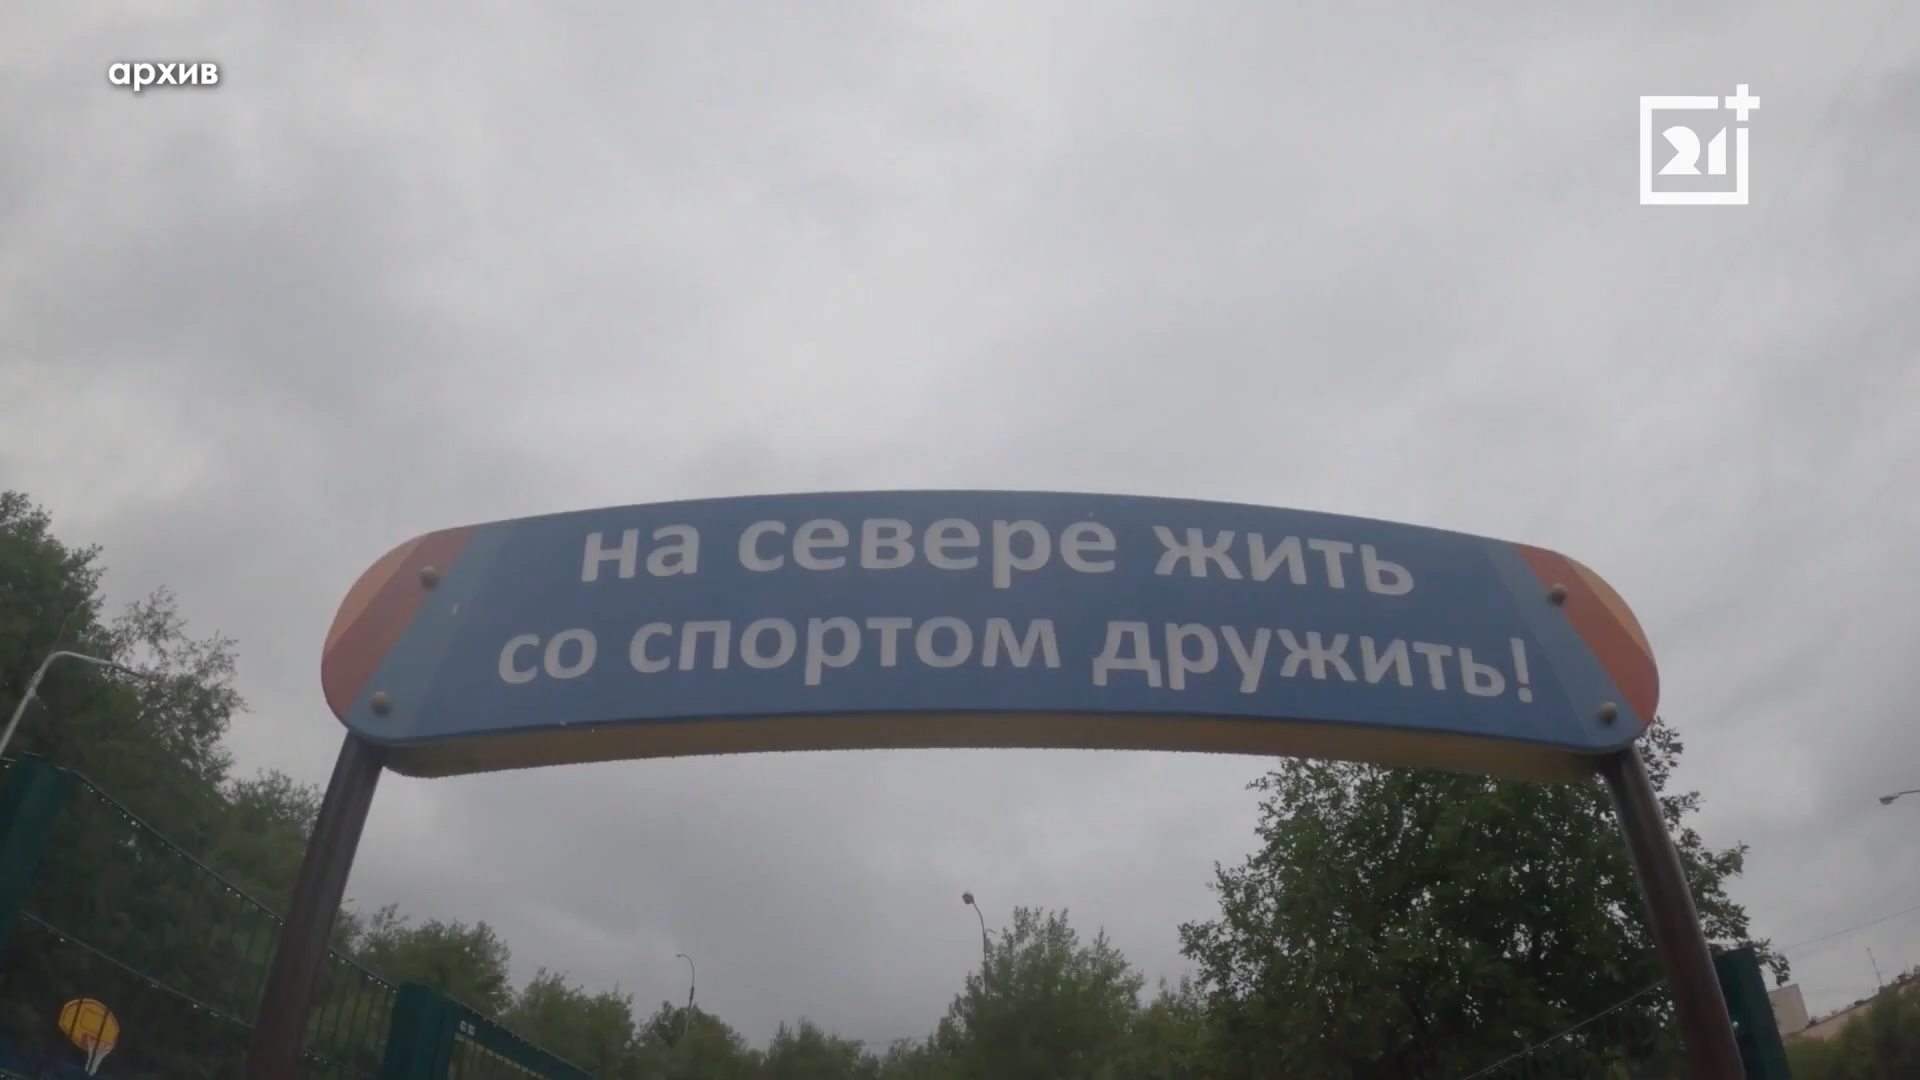 архив
21+
на севере жить
со спортом дружить!